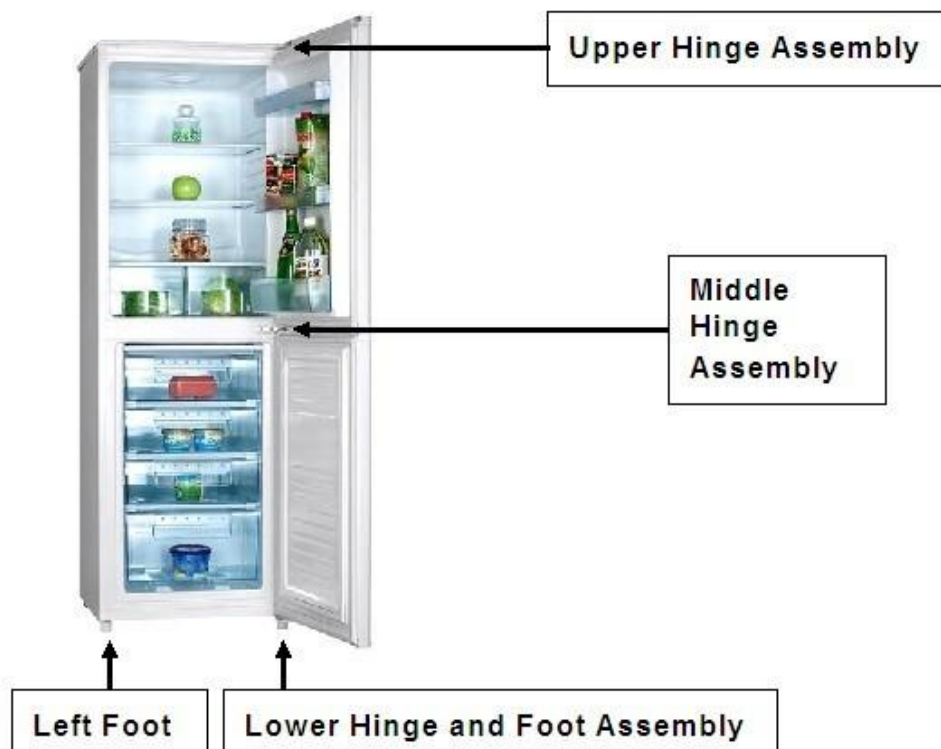 Upper Hinge Assembly
Middle
Hinge
Assembly
Left Foot
Lower Hinge and Foot Assembly